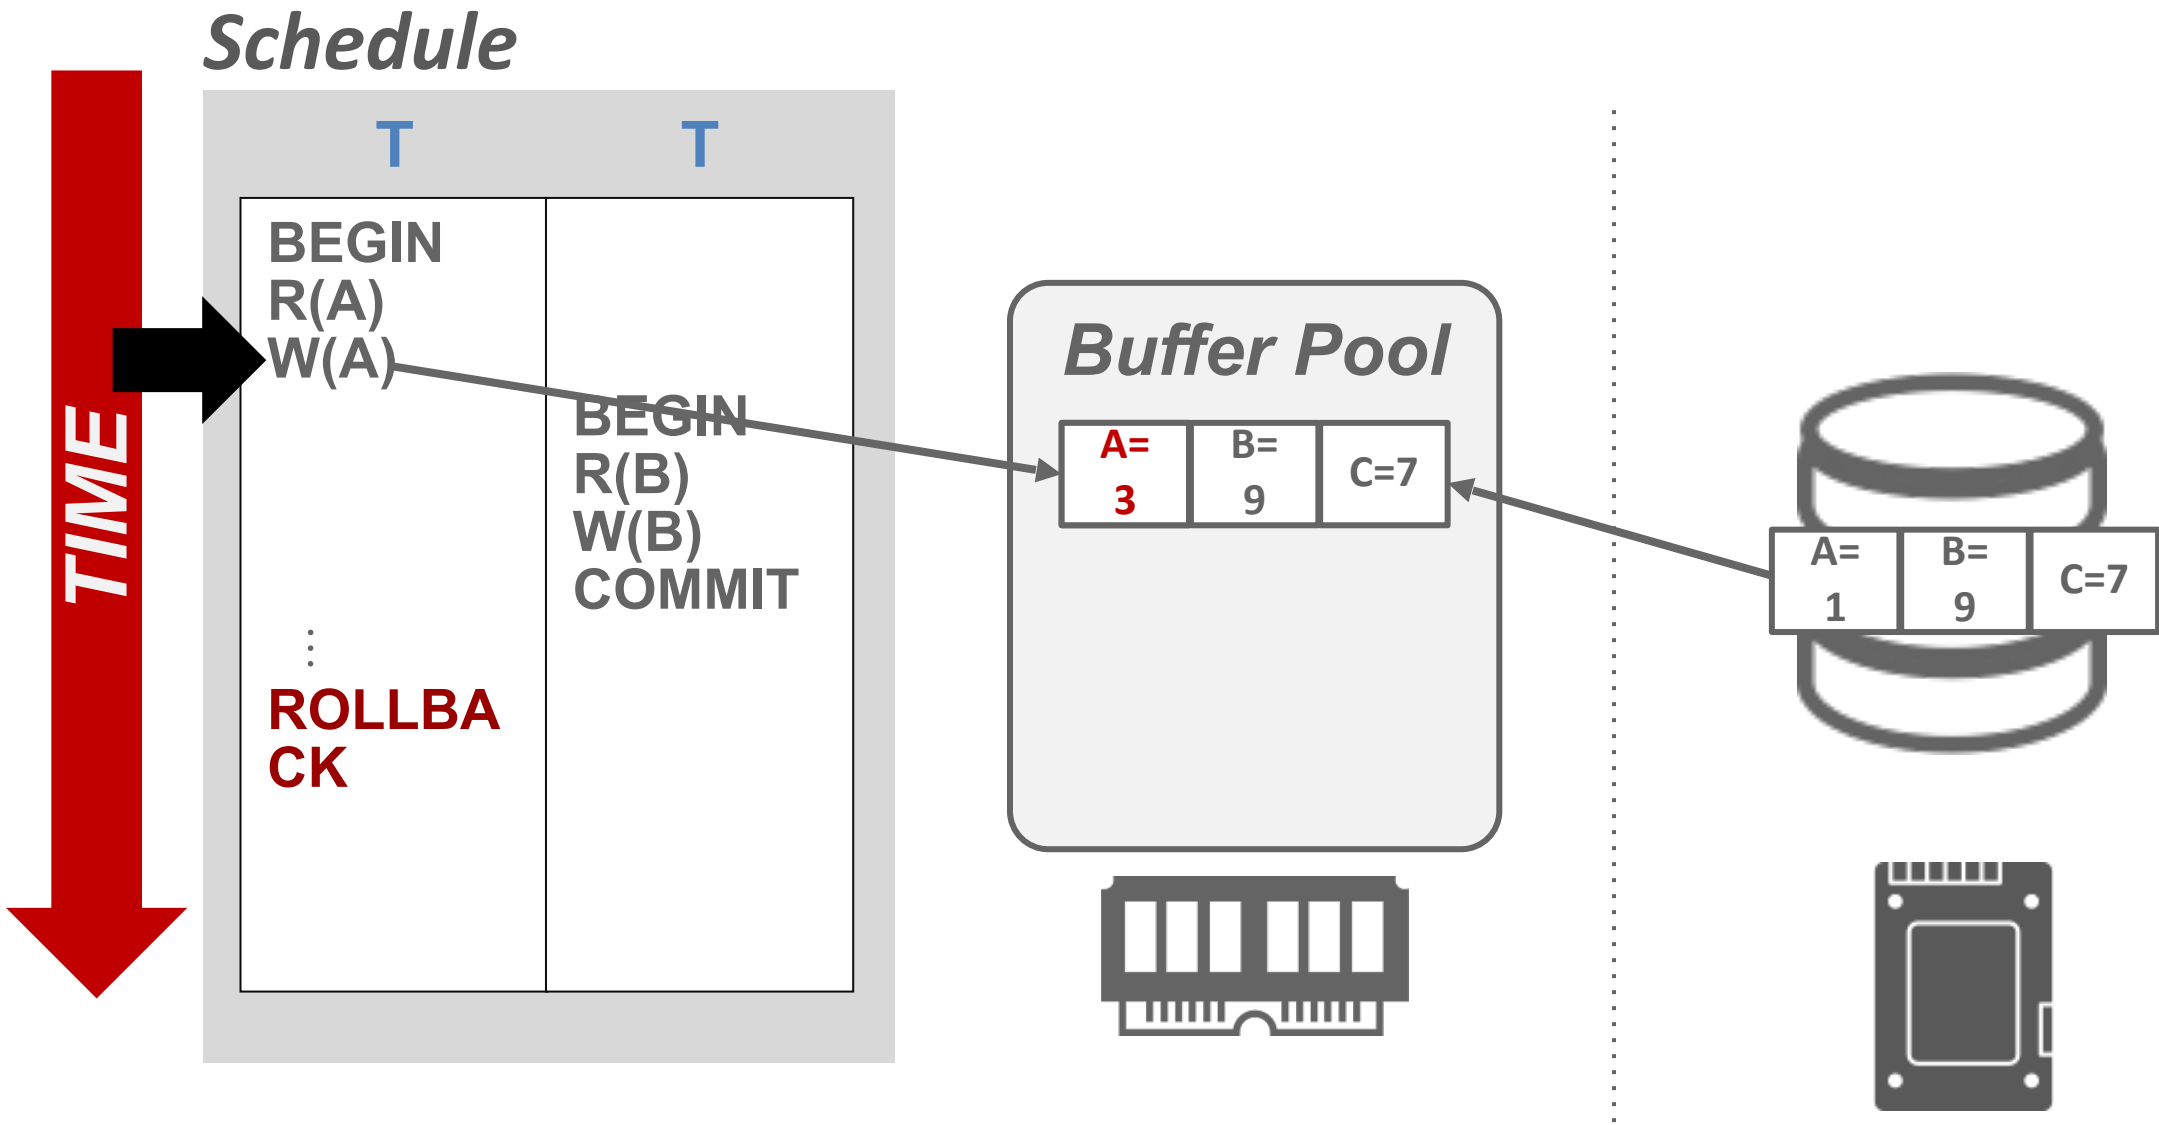 Schedule
T
T
BEGIN
R(A)
W(A)
BEGIN
R(B)
W(B)
COMMIT
⋮
ROLLBA
CK
TIME
Buffer Pool
A=
3
B=
9
C=7
A=
1
B=
9
C=7